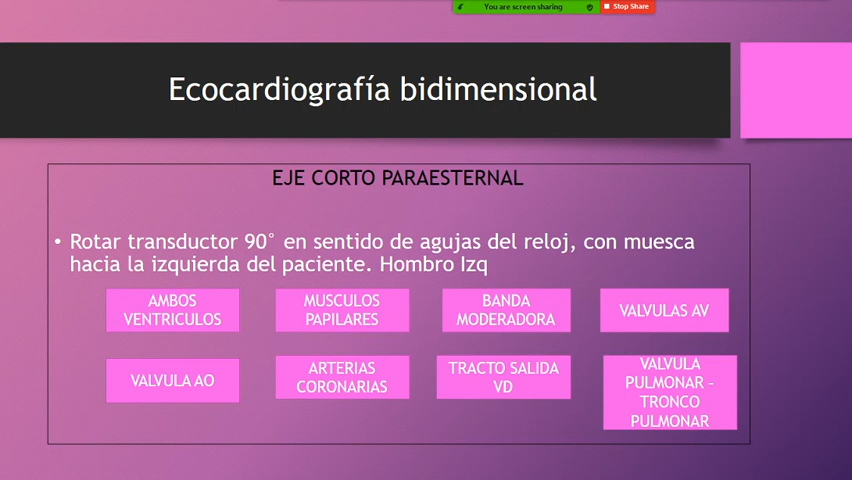 You are screen sharing
Stop Share
Ecocardiografía bidimensional
EJE CORTO PARAESTERNAL
• Rotar transductor 90° en sentido de agujas del reloj, con muesca
hacia la izquierda del paciente. Hombro Izq
AMBOS
VENTRICULOS
MUSCULOS
PAPILARES
BANDA
MODERADORA
VALVULAS AV
VALVULA AO
ARTERIAS
CORONARIAS
TRACTO SALIDA
VD
VALVULA
PULMONAR –
TRONCO
PULMONAR